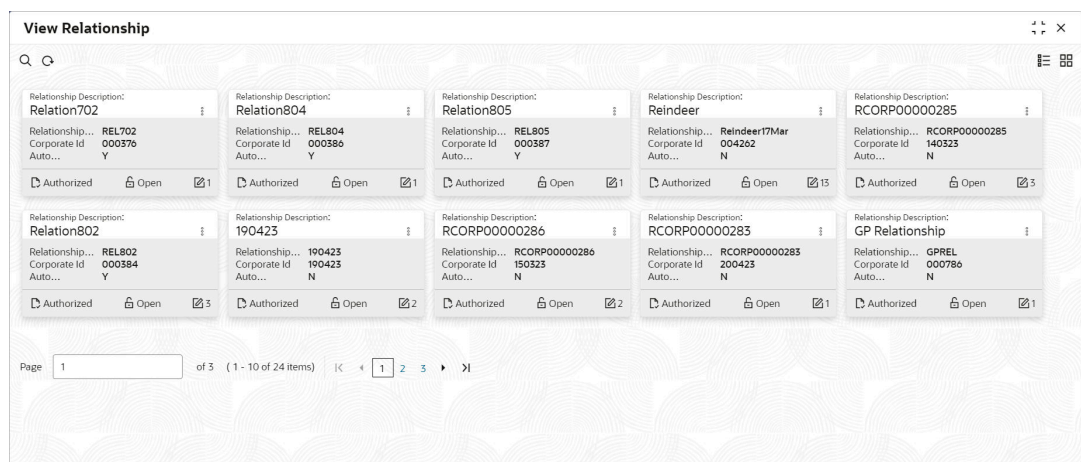 View Relationship
Relationship Description:
Relation702
Relationship... REL702
Corporate Id 000376
Auto... Y
Authorized Open 1
Relationship Description:
Relation804
Relationship... REL804
Corporate Id 000386
Auto... Y
Authorized Open 1
Relationship Description:
Relation805
Relationship... REL805
Corporate Id 000387
Auto... Y
Authorized Open 1
Relationship Description:
Reindeer
Relationship... Reindeer17Mar
Corporate Id 004262
Auto... N
Authorized Open 13
Relationship Description:
RCORP00000285
Relationship... RCORP00000285
Corporate Id 140323
Auto... N
Authorized Open 3
Relationship Description:
Relation802
Relationship... REL802
Corporate Id 000384
Auto... Y
Authorized Open 3
Relationship Description:
190423
Relationship... 190423
Corporate Id 190423
Auto... N
Authorized Open 2
Relationship Description:
RCORP00000286
Relationship... RCORP00000286
Corporate Id 150323
Auto... N
Authorized Open 2
Relationship Description:
RCORP00000283
Relationship... RCORP00000283
Corporate Id 200423
Auto... N
Authorized Open 1
Relationship Description:
GP Relationship
Relationship... GPREL
Corporate Id 000786
Auto... N
Authorized Open 1
Page 1 of 3 (1 - 10 of 24 items) 1 2 3